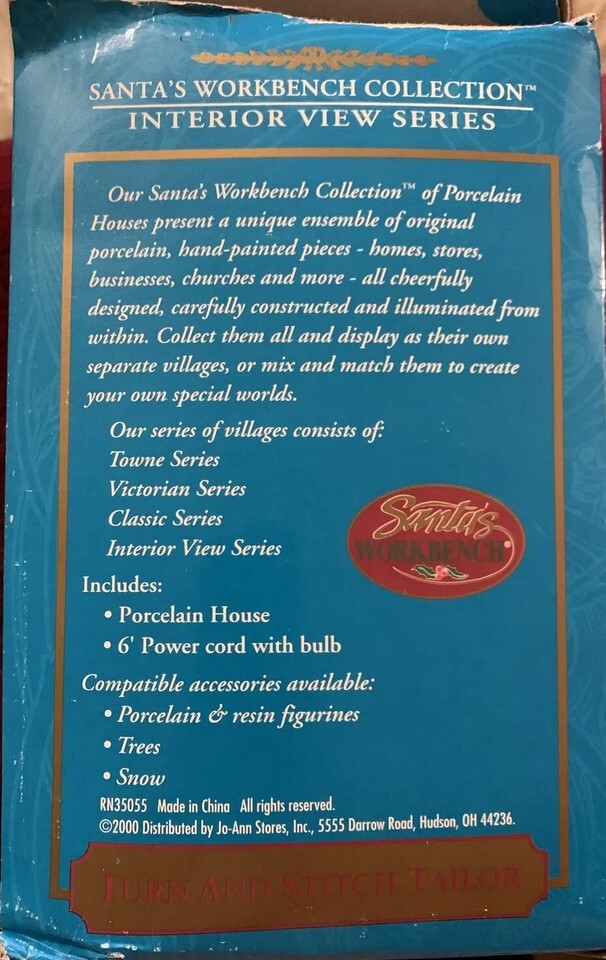 SANTA'S WORKBENCH COLLECTION™
INTERIOR VIEW SERIES
Our Santa's Workbench Collection™ of Porcelain
Houses present a unique ensemble of original
porcelain, hand-painted pieces - homes, stores,
businesses, churches and more - all cheerfully
designed, carefully constructed and illuminated from
within. Collect them all and display as their own
separate villages, or mix and match them to create
your own special worlds.
Our series of villages consists of:
Towne Series
Victorian Series
Classic Series
Interior View Series
Santa's
WORKBENCH
Includes:
• Porcelain House
• 6' Power cord with bulb
Compatible accessories available:
• Porcelain & resin figurines
• Trees
• Snow
RN35055 Made in China All rights reserved.
©2000 Distributed by Jo-Ann Stores, Inc., 5555 Darrow Road, Hudson, OH 44236.
TURN AND STITCH TAILOR